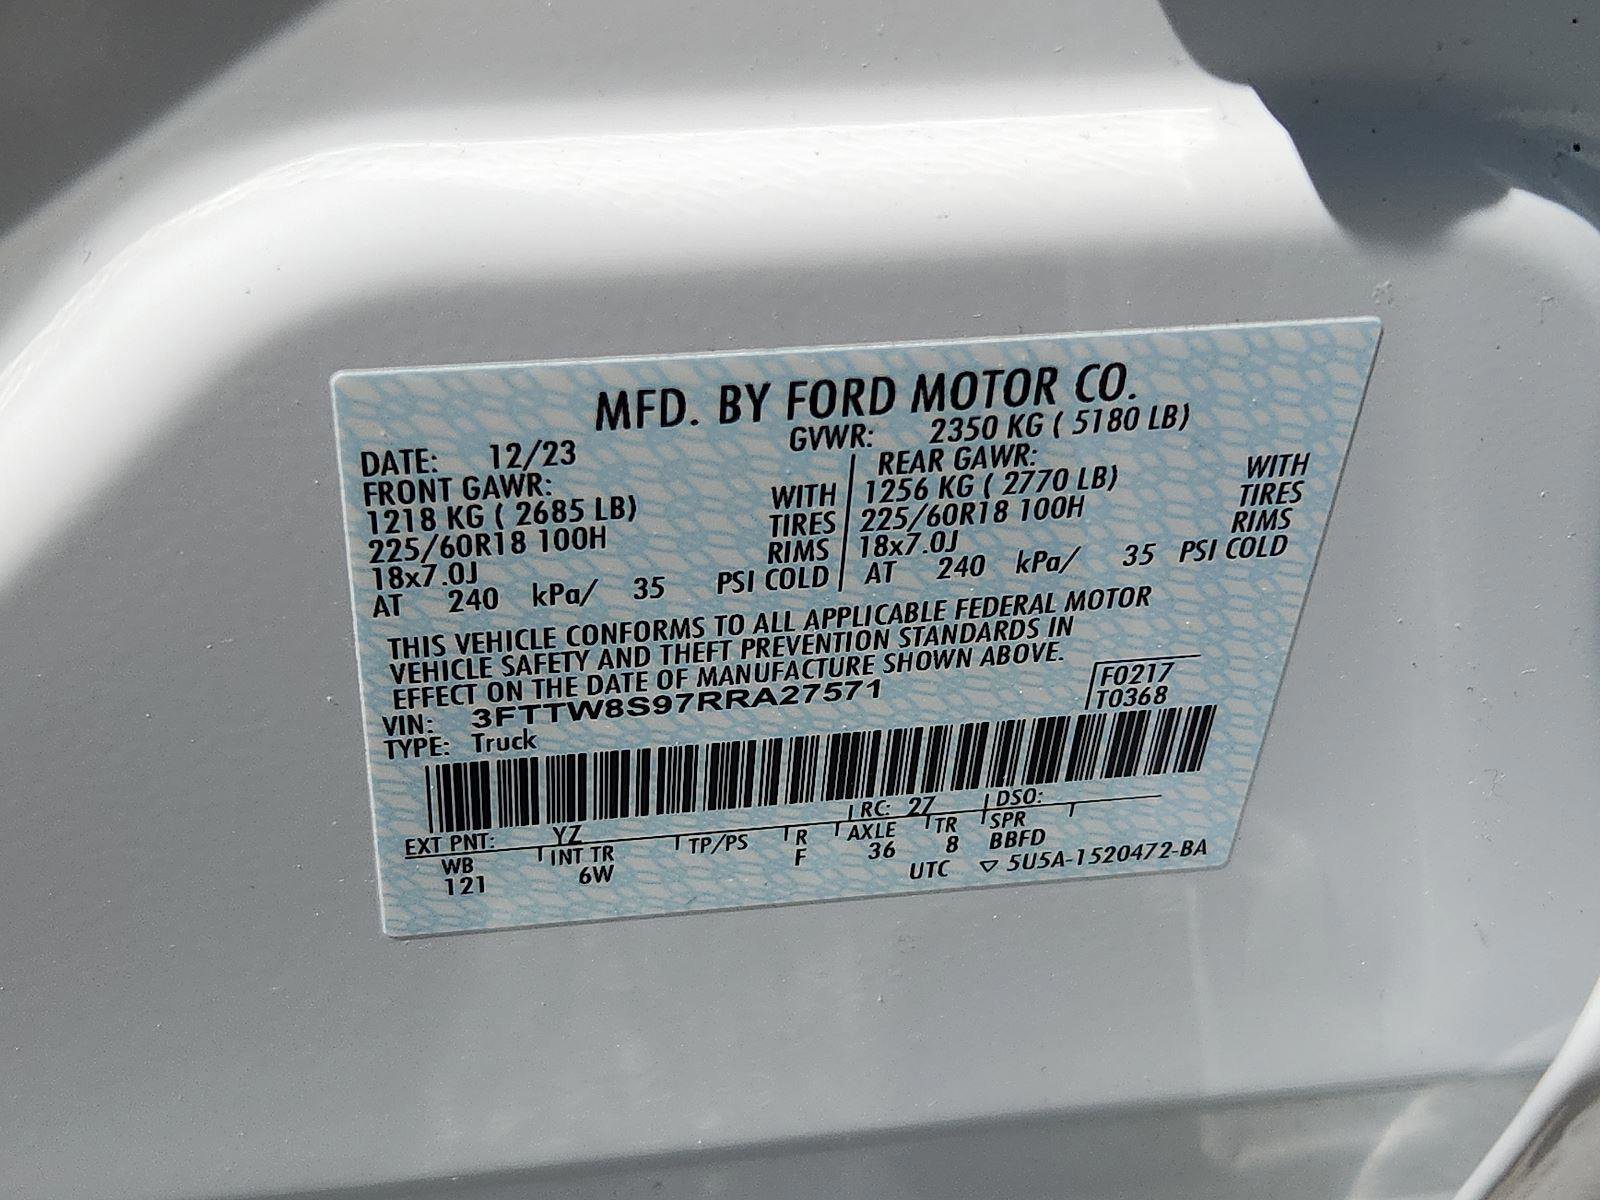 MFD. BY FORD MOTOR CO.
DATE: 12/23 GVWR: 2350 KG ( 5180 LB)
FRONT GAWR: REAR GAWR:
1218 KG ( 2685 LB) WITH 1256 KG ( 2770 LB) WITH
225/60R18 100H TIRES 225/60R18 100H TIRES
18x7.0J RIMS 18x7.0J RIMS
AT 240 kPa/ 35 PSI COLD AT 240 kPa/ 35 PSI COLD
THIS VEHICLE CONFORMS TO ALL APPLICABLE FEDERAL MOTOR
VEHICLE SAFETY AND THEFT PREVENTION STANDARDS IN
EFFECT ON THE DATE OF MANUFACTURE SHOWN ABOVE.
VIN: 3FTTW8S97RRA27571 F0217
TYPE: Truck T0368
EXT PNT: YZ RC: 27 DSO:
WB INT TR TP/PS R AXLE TR SPR
121 6W F 36 8 BBFD
UTC ▽ 5U5A-1520472-BA